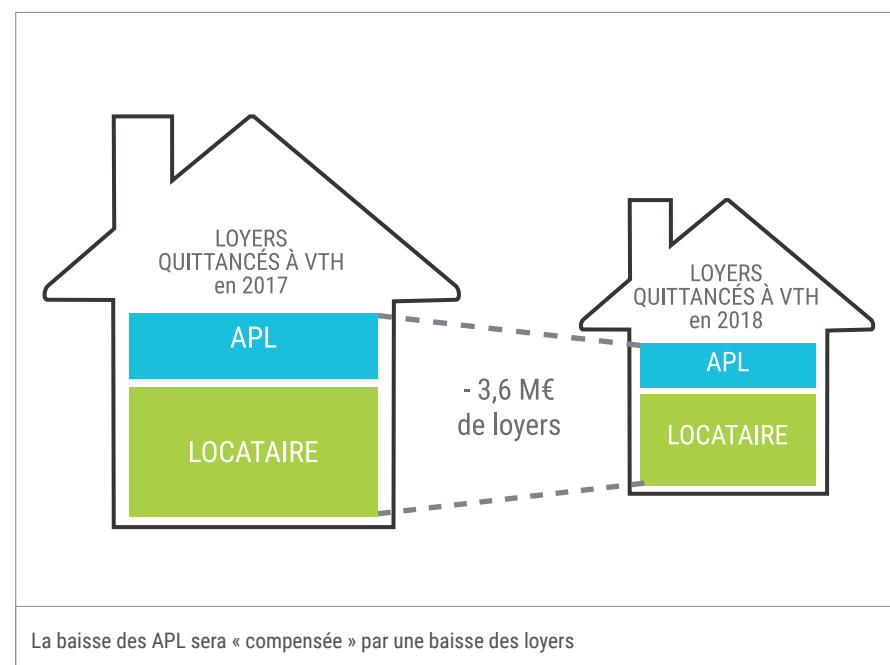 LOYERS
QUITTANCÉS À VTH
en 2017
APL
LOCATAIRE
- 3,6 M€
de loyers
LOYERS
QUITTANCÉS À VTH
en 2018
APL
LOCATAIRE
La baisse des APL sera « compensée » par une baisse des loyers